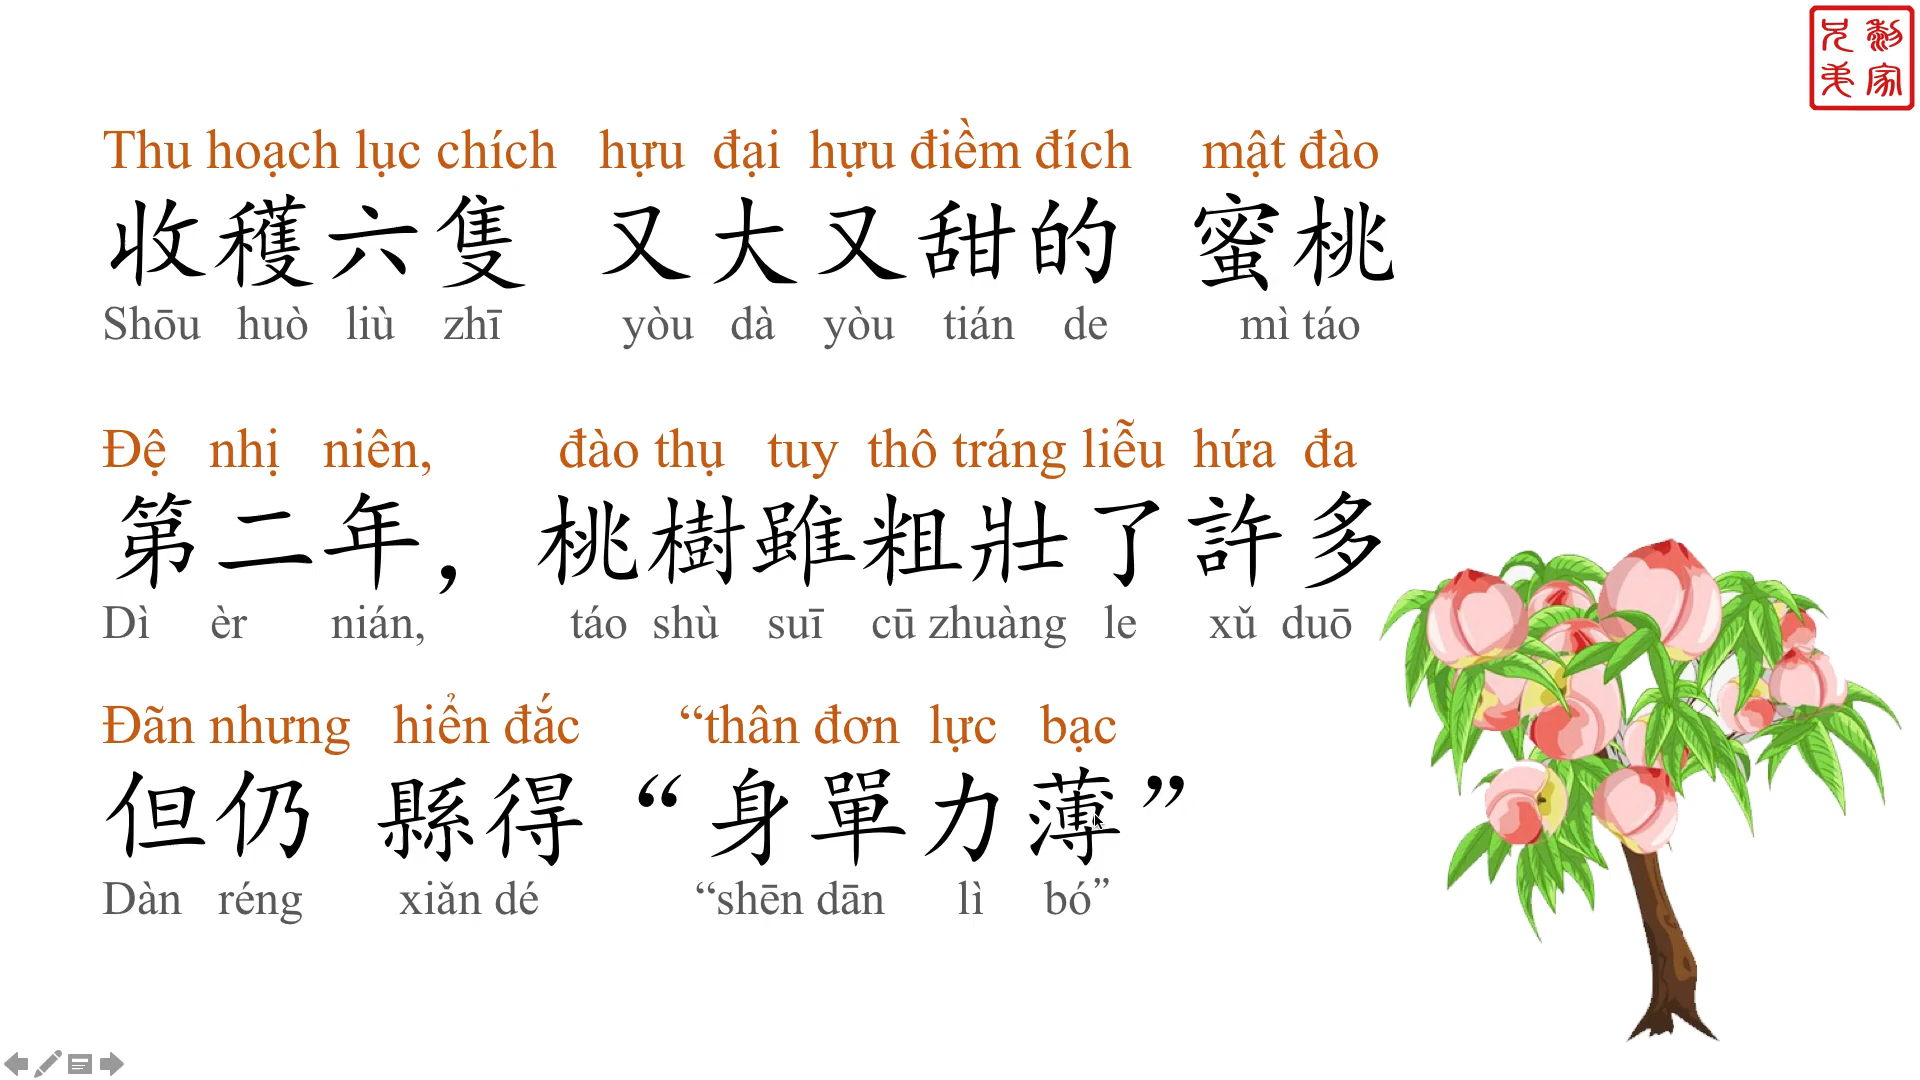 Thu hoạch lục chích hựu đại hựu điềm đích mật đào
收穫六隻 又大又甜的 蜜桃
Shōu huò liù zhī yòu dà yòu tián de mì táo
Đệ nhị niên, đào thụ tuy thô tráng liễu hứa đa
第二年，桃樹雖粗壯了許多
Dì èr nián, táo shù suī cū zhuàng le xǔ duō
Đãn nhưng hiển đắc “thân đơn lực bạc
但仍 縣得“身單力薄”
Dàn réng xiǎn dé “shēn dān lì bó”